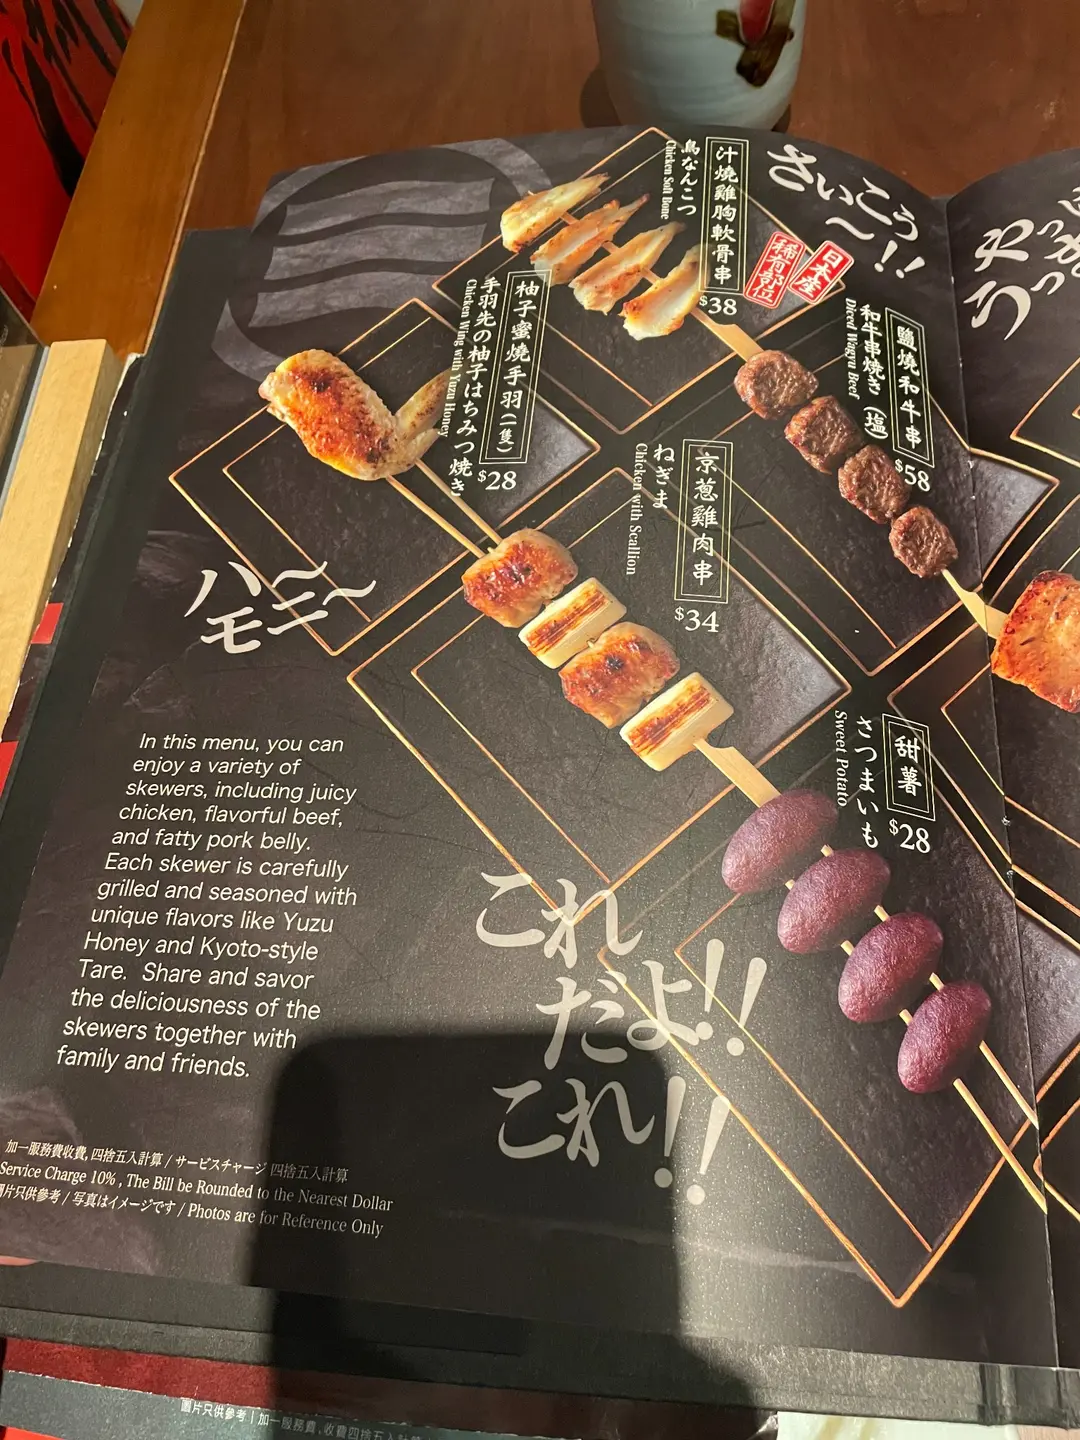 さいこう
〜!!
汁燒雞胸軟骨串
鳥なんこつ
Chicken Soft Bone
$38
稀有部位
日本産
柚子蜜燒手羽(一隻)
手羽先の柚子はちみつ焼き
Chicken Wing with Yuzu Honey
$28
鹽燒和牛串
和牛串焼き(塩)
Diced Wagyu Beef
$58
京葱雞肉串
ねぎま
Chicken with Scallion
$34
ハ〜
モニ〜
甜薯
さつまいも
Sweet Potato
$28
In this menu, you can
enjoy a variety of
skewers, including juicy
chicken, flavorful beef,
and fatty pork belly.
Each skewer is carefully
grilled and seasoned with
unique flavors like Yuzu
Honey and Kyoto-style
Tare. Share and savor
the deliciousness of the
skewers together with
family and friends.
これ
だよ!!
これ!!
加一服務費收費,四捨五入計算 / サービスチャージ 四捨五入計算
Service Charge 10% , The Bill be Rounded to the Nearest Dollar
圖片只供參考 / 写真はイメージです / Photos are for Reference Only
圖片只供參考 | 加一服務費,收費四捨五入計算